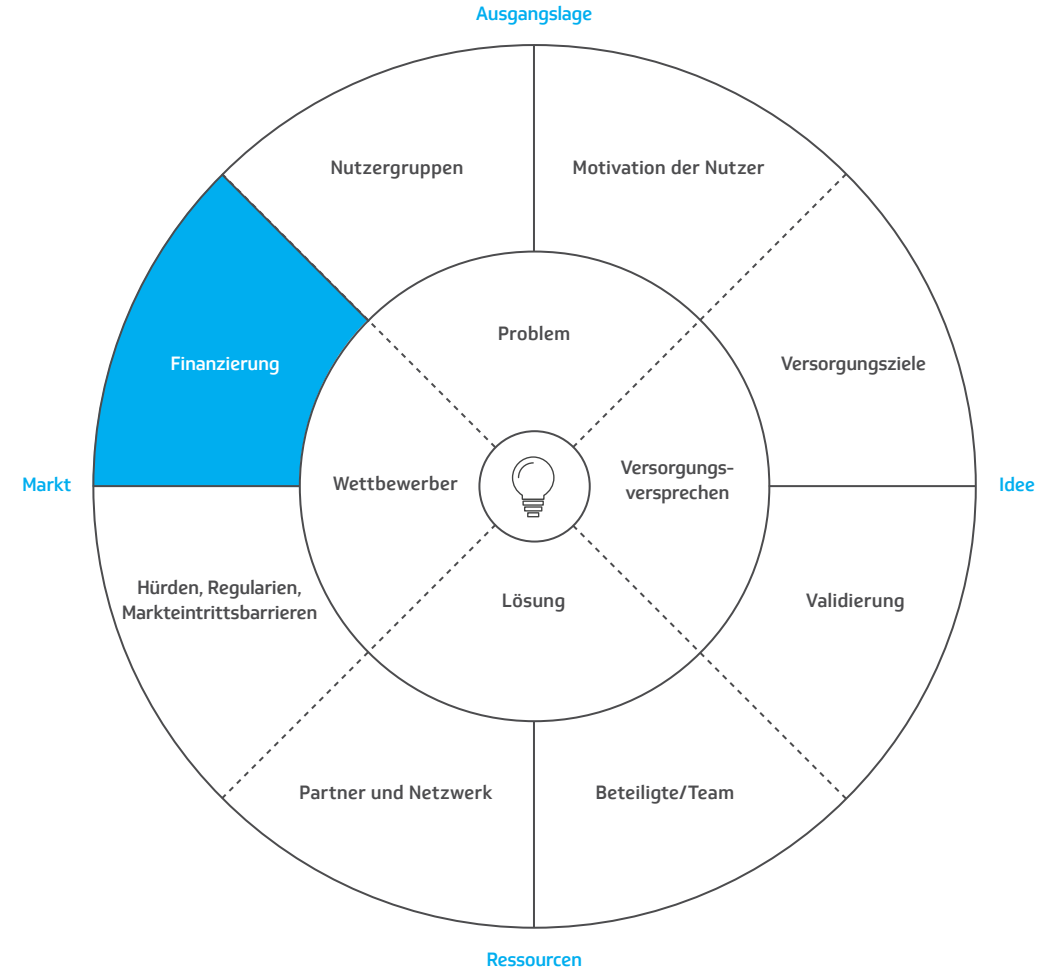 Ausgangslage
Nutzergruppen
Motivation der Nutzer
Problem
Finanzierung
Versorgungsziele
Markt
Wettbewerber
Versorgungs-
versprechen
Idee
Hürden, Regularien,
Markteintrittsbarrieren
Lösung
Validierung
Partner und Netzwerk
Beteiligte/Team
Ressourcen